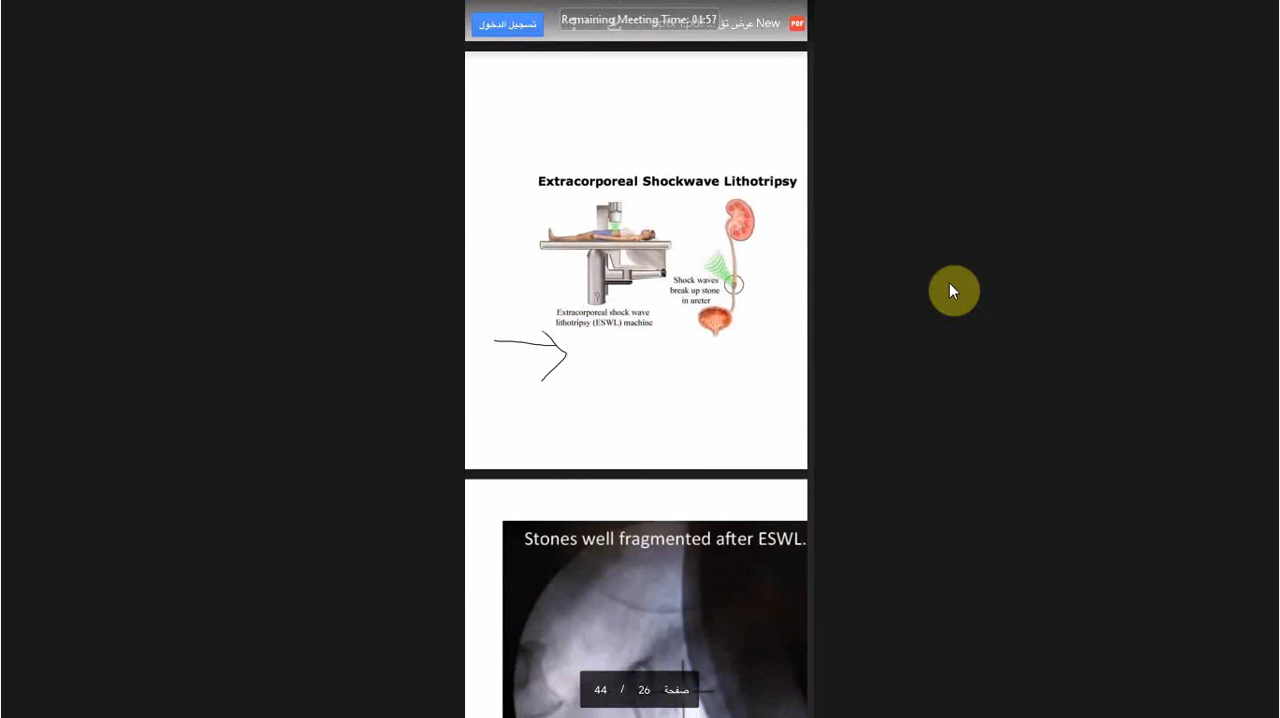 تسجيل الدخول
Remaining Meeting Time: 01:57
New عرض
PDF
Extracorporeal Shockwave Lithotripsy
Shock waves
break up stone
in ureter
Extracorporeal shock wave
lithotripsy (ESWL) machine
Stones well fragmented after ESWL.
صفحة 26 / 44